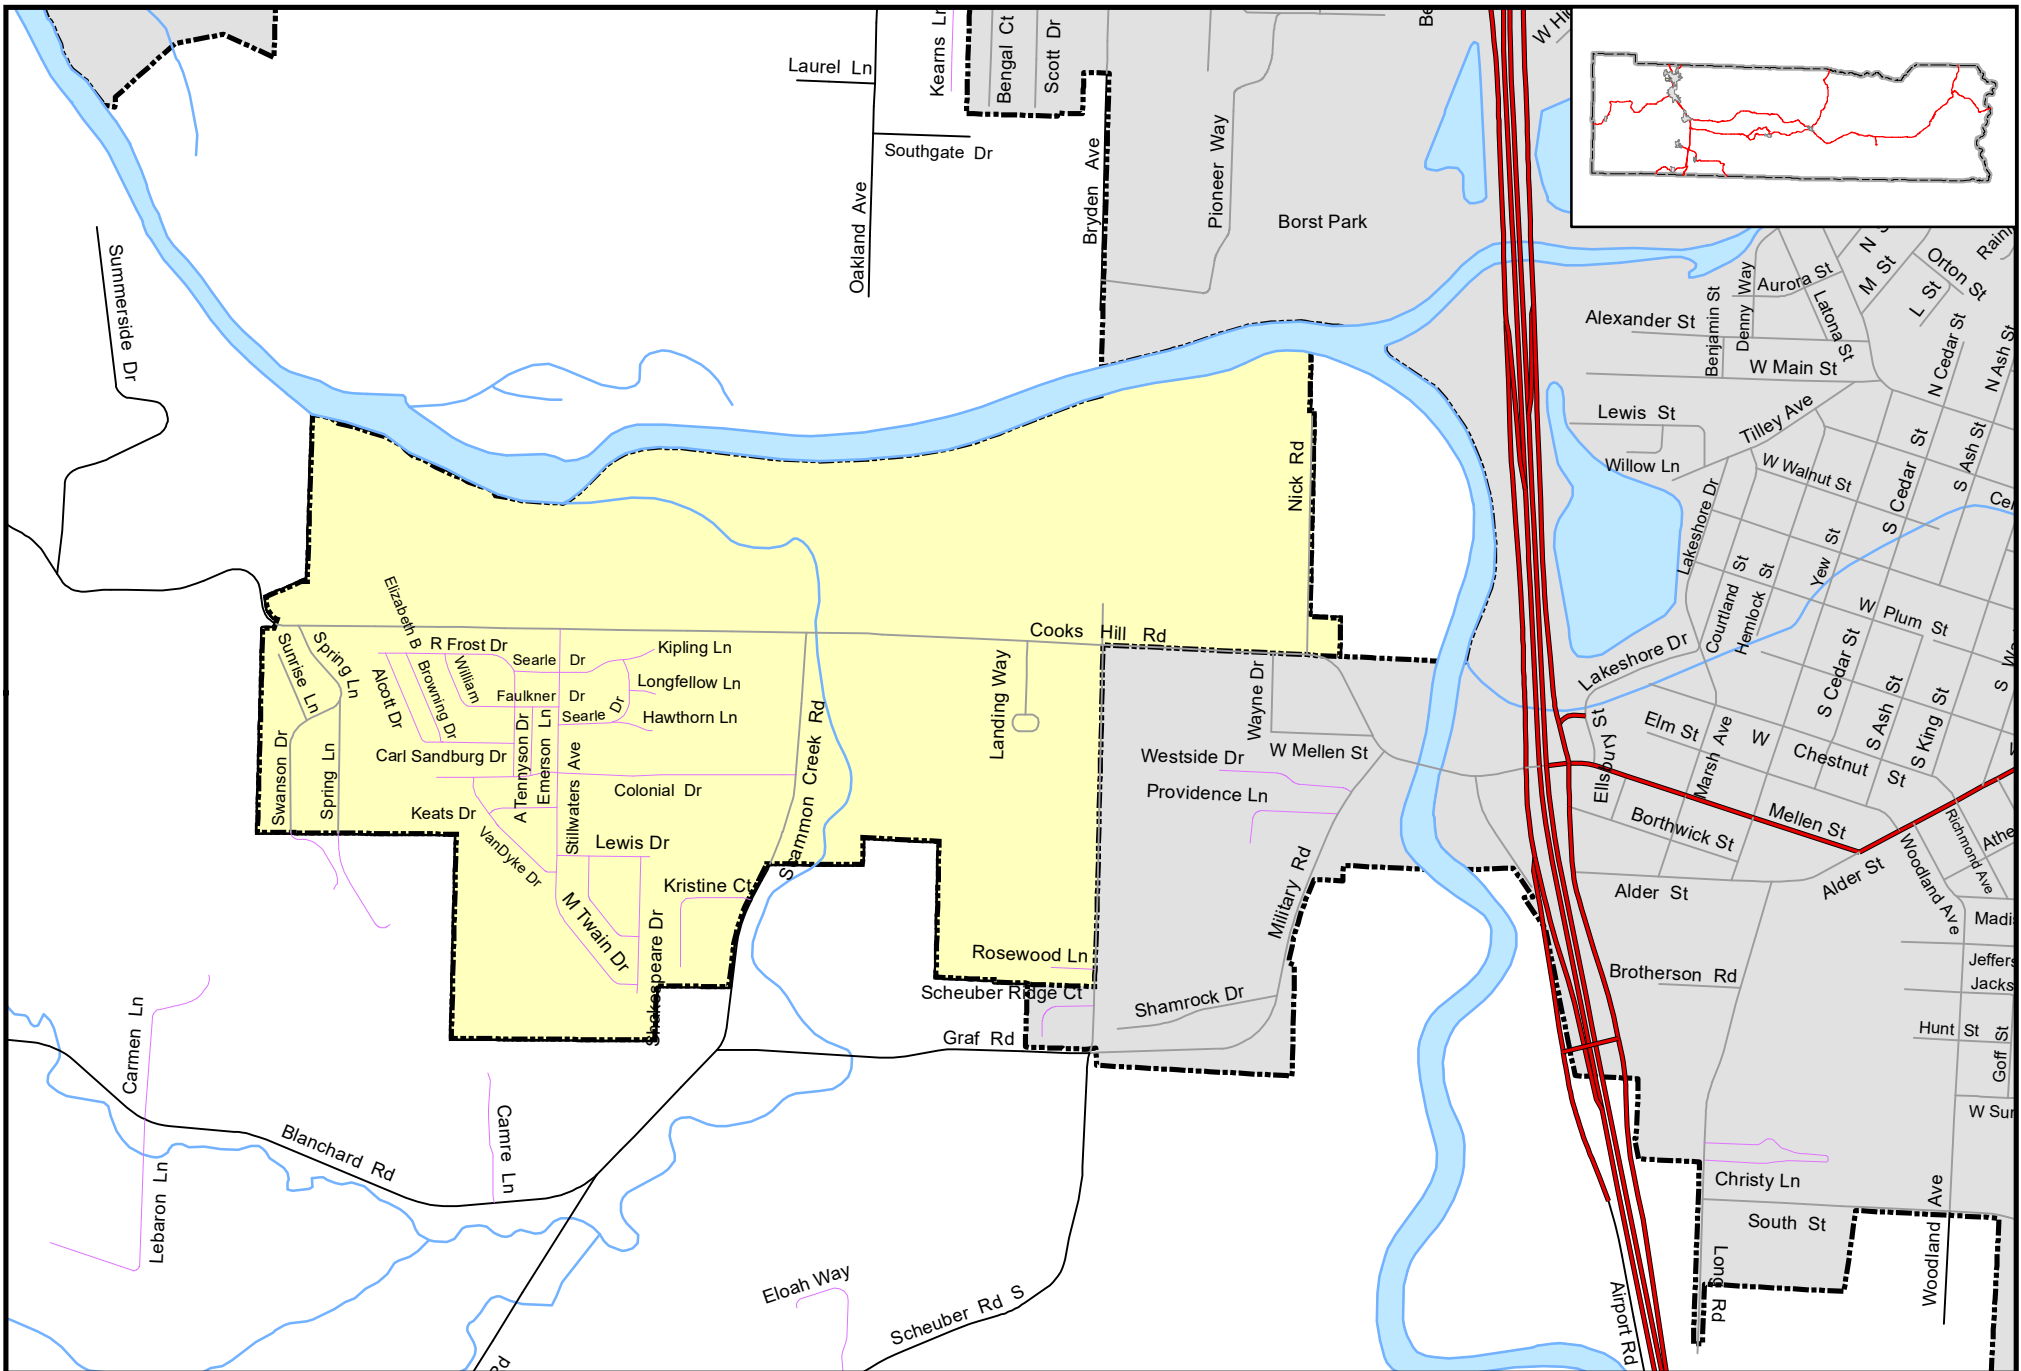 Laurel Ln
Kearns Ln
Bengal Ct
Scott Dr
Southgate Dr
Oakland Ave
Bryden Ave
Pioneer Way
Borst Park
Summerside Dr
Alexander St
Benjamin St
Denny Way
Aurora St
Latona St
M St
L St
Orton St
W Main St
N Cedar St
N Ash St
Lewis St
Tilley Ave
Willow Ln
W Walnut St
S Cedar St
S Ash St
Nick Rd
Lakeshore Dr
Courtland St
Hemlock St
Yew St
W Plum St
Cooks Hill Rd
Sunrise Ln
Spring Ln
Elizabeth B Browning Dr
R Frost Dr
Alcott Dr
William Faulkner Dr
Searle Dr
Kipling Ln
Longfellow Ln
Searle Dr
Hawthorn Ln
Carl Sandburg Dr
A Tennyson Dr
Emerson Ln
Stillwaters Ave
Colonial Dr
Swanson Dr
Spring Ln
Keats Dr
VanDyke Dr
Lewis Dr
Kristine Ct
M Twain Dr
Shakespeare Dr
Scammon Creek Rd
Landing Way
Wayne Dr
W Mellen St
Westside Dr
Providence Ln
Military Rd
Rosewood Ln
Scheuber Ridge Ct
Shamrock Dr
Graf Rd
Lakeshore Dr
Ellsbury St
Elm St
Marsh Ave
W Chestnut St
S Cedar St
S Ash St
S King St
Mellen St
Borthwick St
Alder St
Alder St
Woodland Ave
Richmond Ave
Brotherson Rd
Hunt St
Goff St
Carmen Ln
Lebaron Ln
Blanchard Rd
Camre Ln
Eloah Way
Scheuber Rd S
Christy Ln
South St
Long Rd
Airport Rd
Woodland Ave
Rd